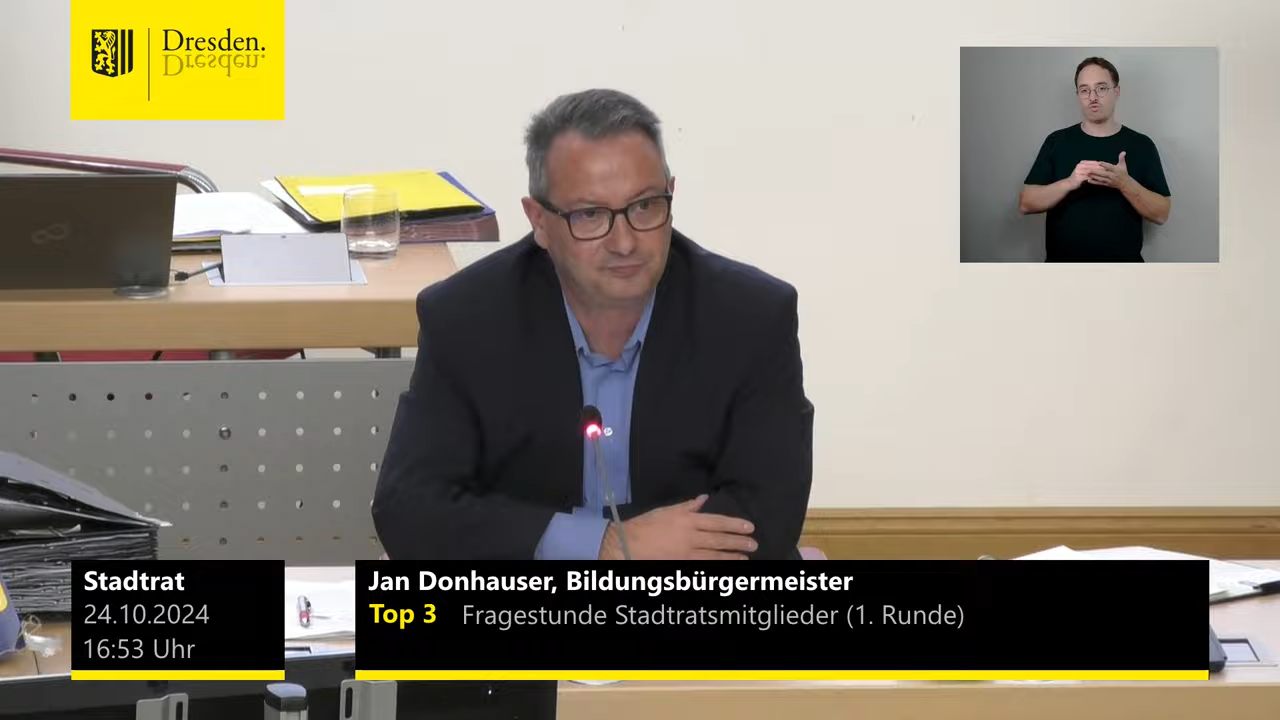 Dresden.
Dresden.
Stadtrat
24.10.2024
16:53 Uhr
Jan Donhauser, Bildungsbürgermeister
Top 3 Fragestunde Stadtratsmitglieder (1. Runde)